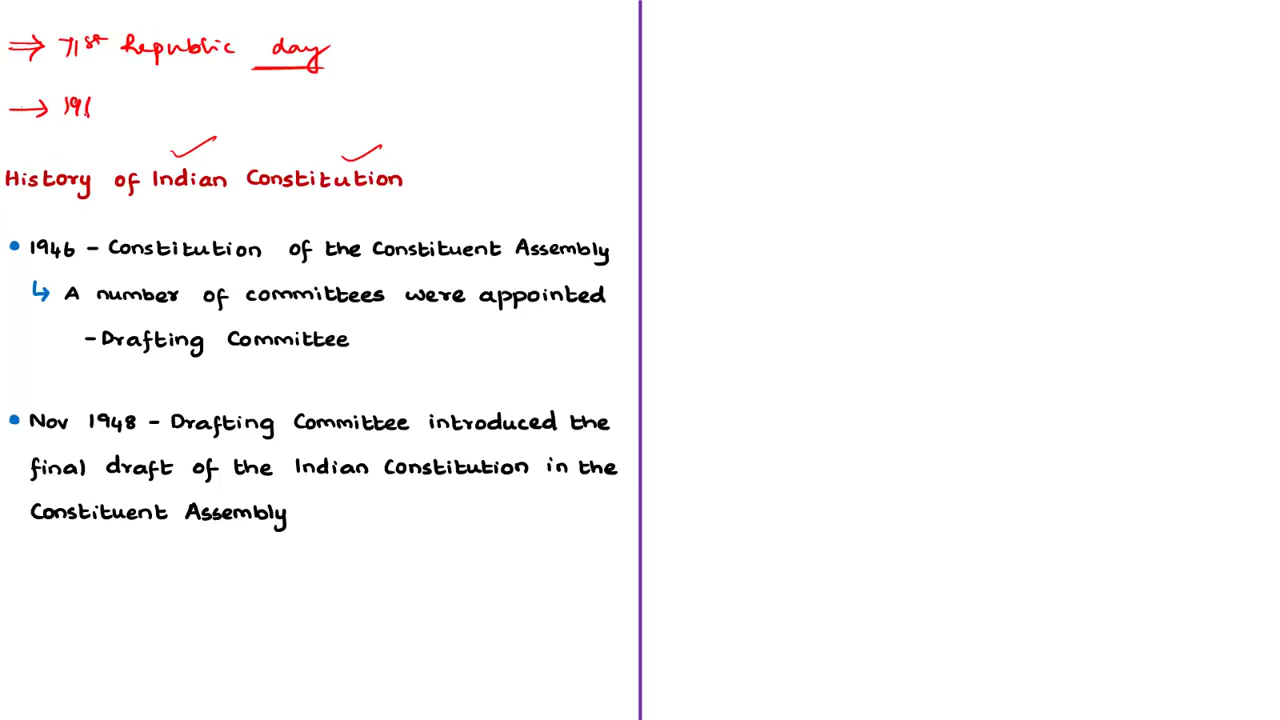 ⇒ 71st Republic day
→ 191
History of Indian Constitution
• 1946 - Constitution of the Constituent Assembly
↳ A number of committees were appointed
- Drafting Committee
• Nov 1948 - Drafting Committee introduced the
final draft of the Indian Constitution in the
Constituent Assembly